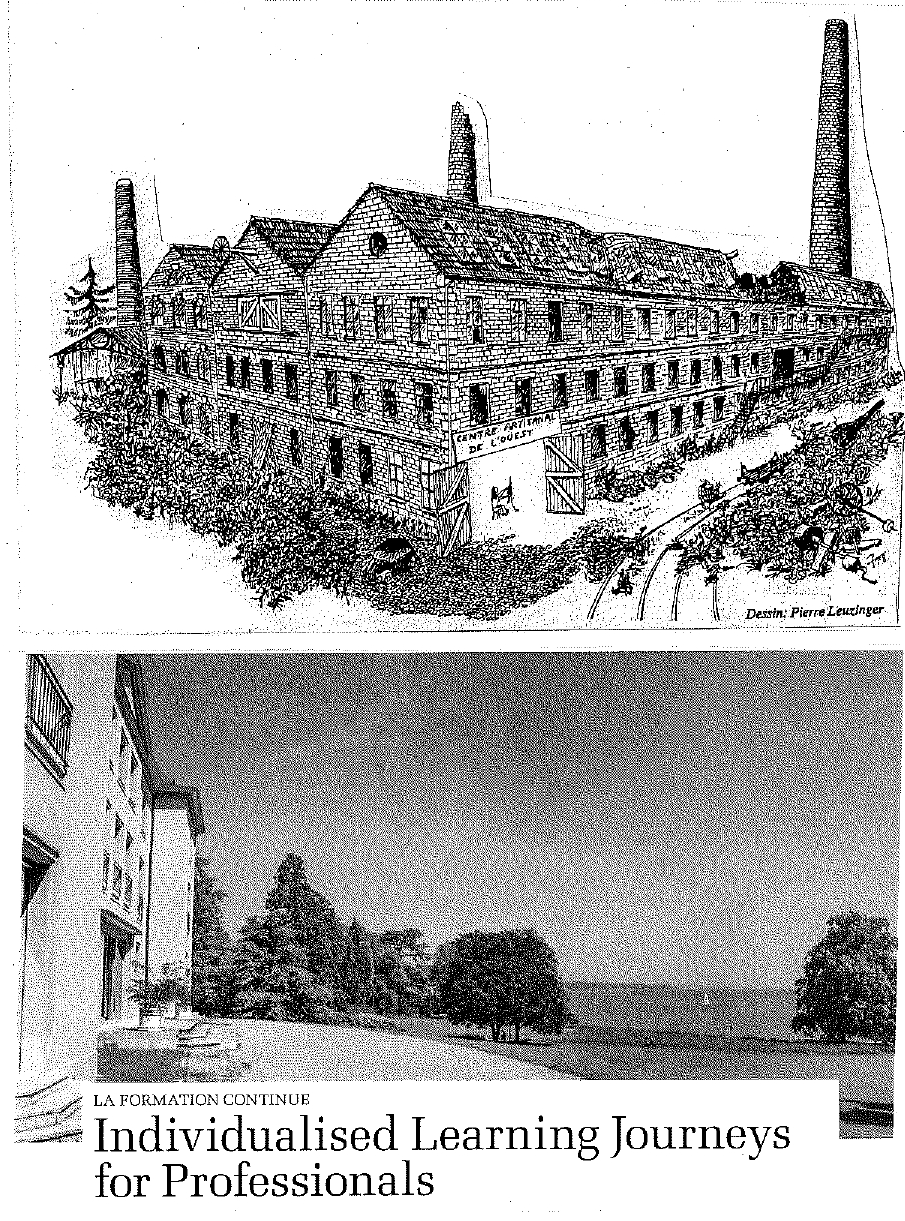 CENTRE ARTISANAL
DE L'OUEST
Dessin: Pierre Leuzinger
LA FORMATION CONTINUE
Individualised Learning Journeys
for Professionals